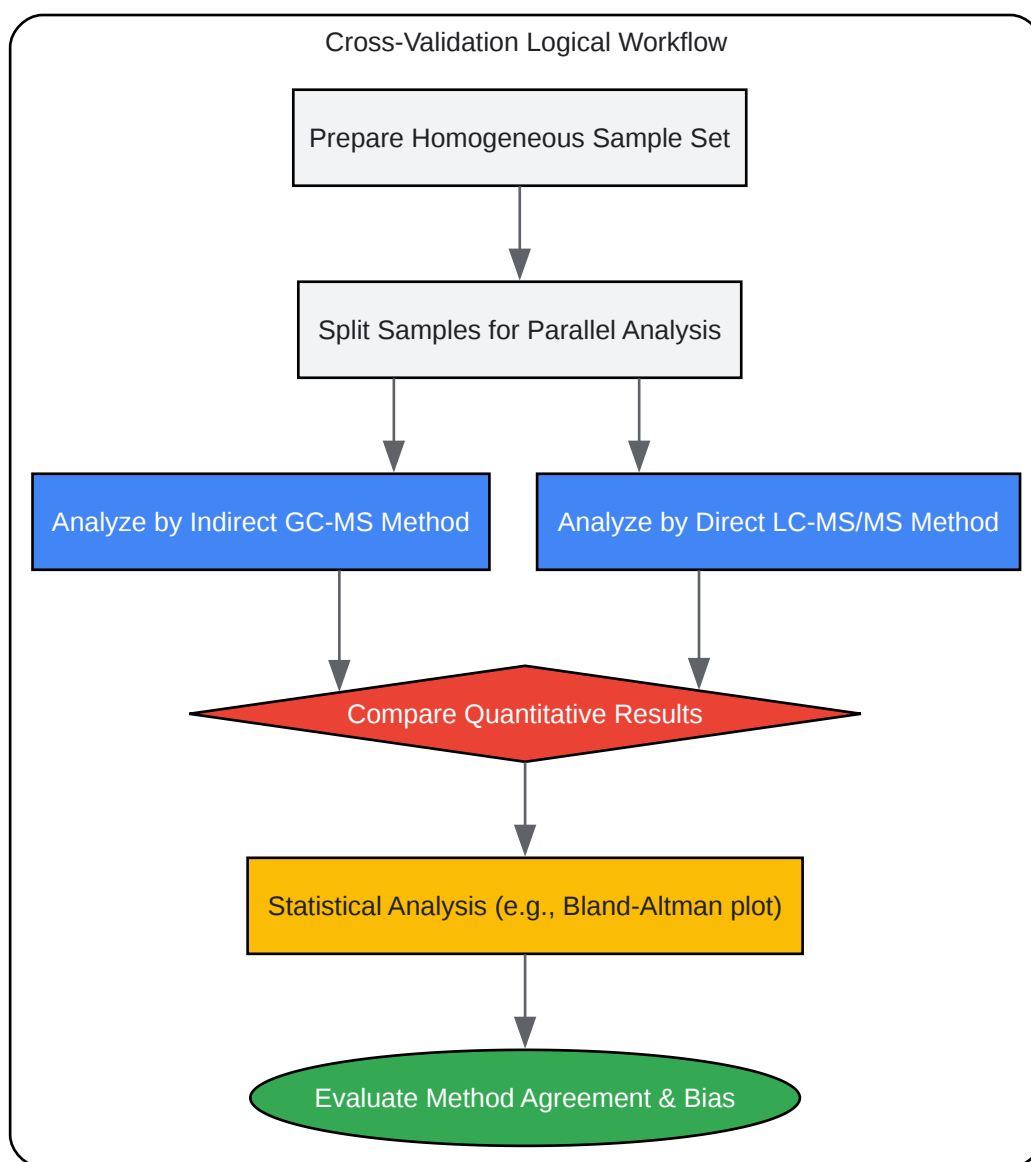 Cross-Validation Logical Workflow
Prepare Homogeneous Sample Set
Split Samples for Parallel Analysis
Analyze by Indirect GC-MS Method
Analyze by Direct LC-MS/MS Method
Compare Quantitative Results
Statistical Analysis (e.g., Bland-Altman plot)
Evaluate Method Agreement & Bias